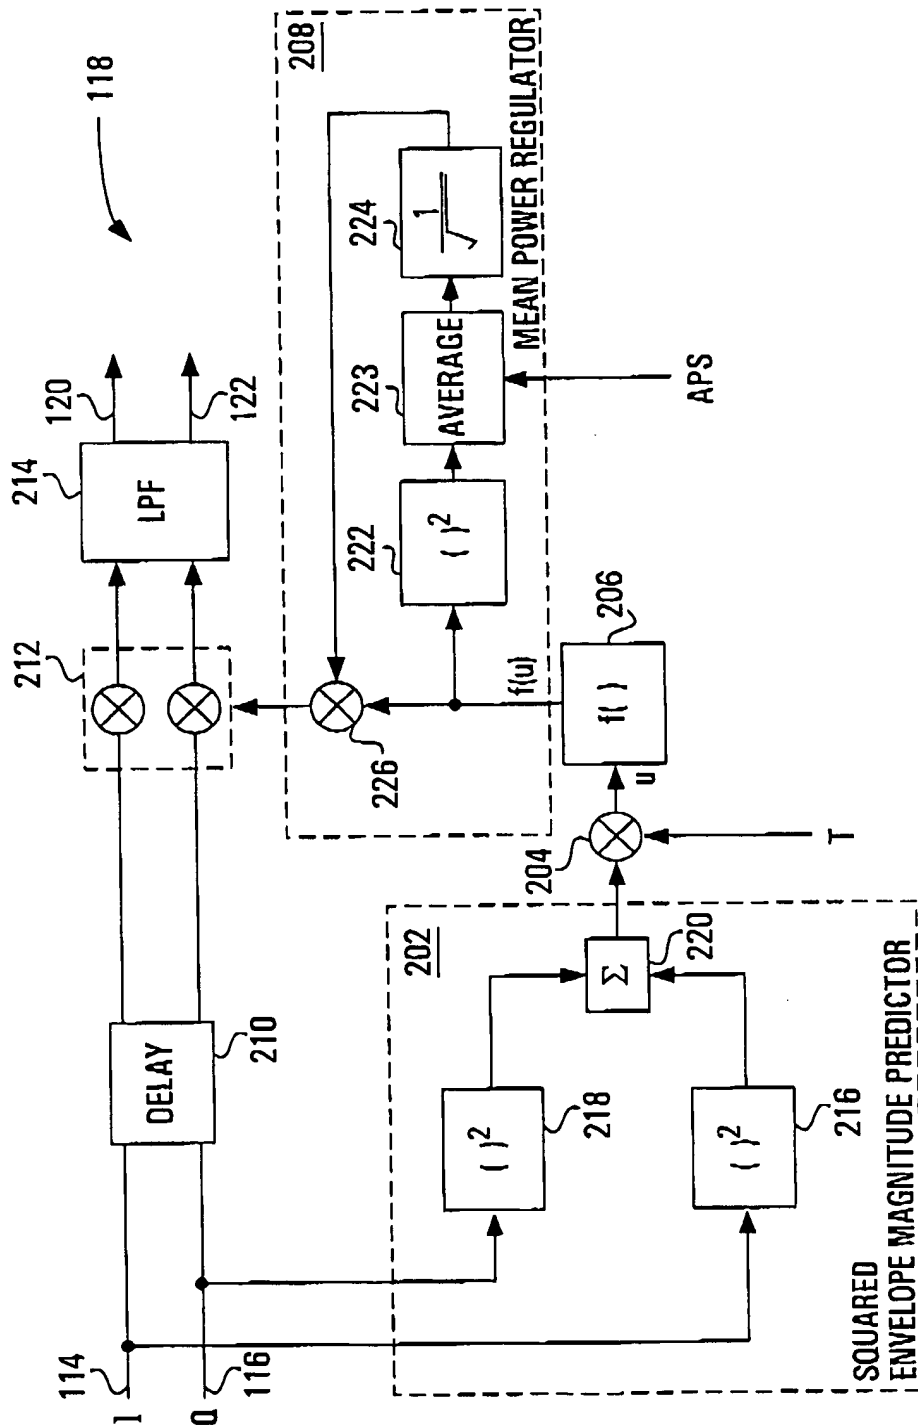 118
I
114
Q
116
DELAY
210
212
LPF
214
120
122
208
MEAN POWER REGULATOR
226
222
( )²
223
AVERAGE
224
1
√
APS
f(u)
206
f( )
u
204
T
202
218
( )²
216
( )²
Σ
220
SQUARED
ENVELOPE MAGNITUDE PREDICTOR